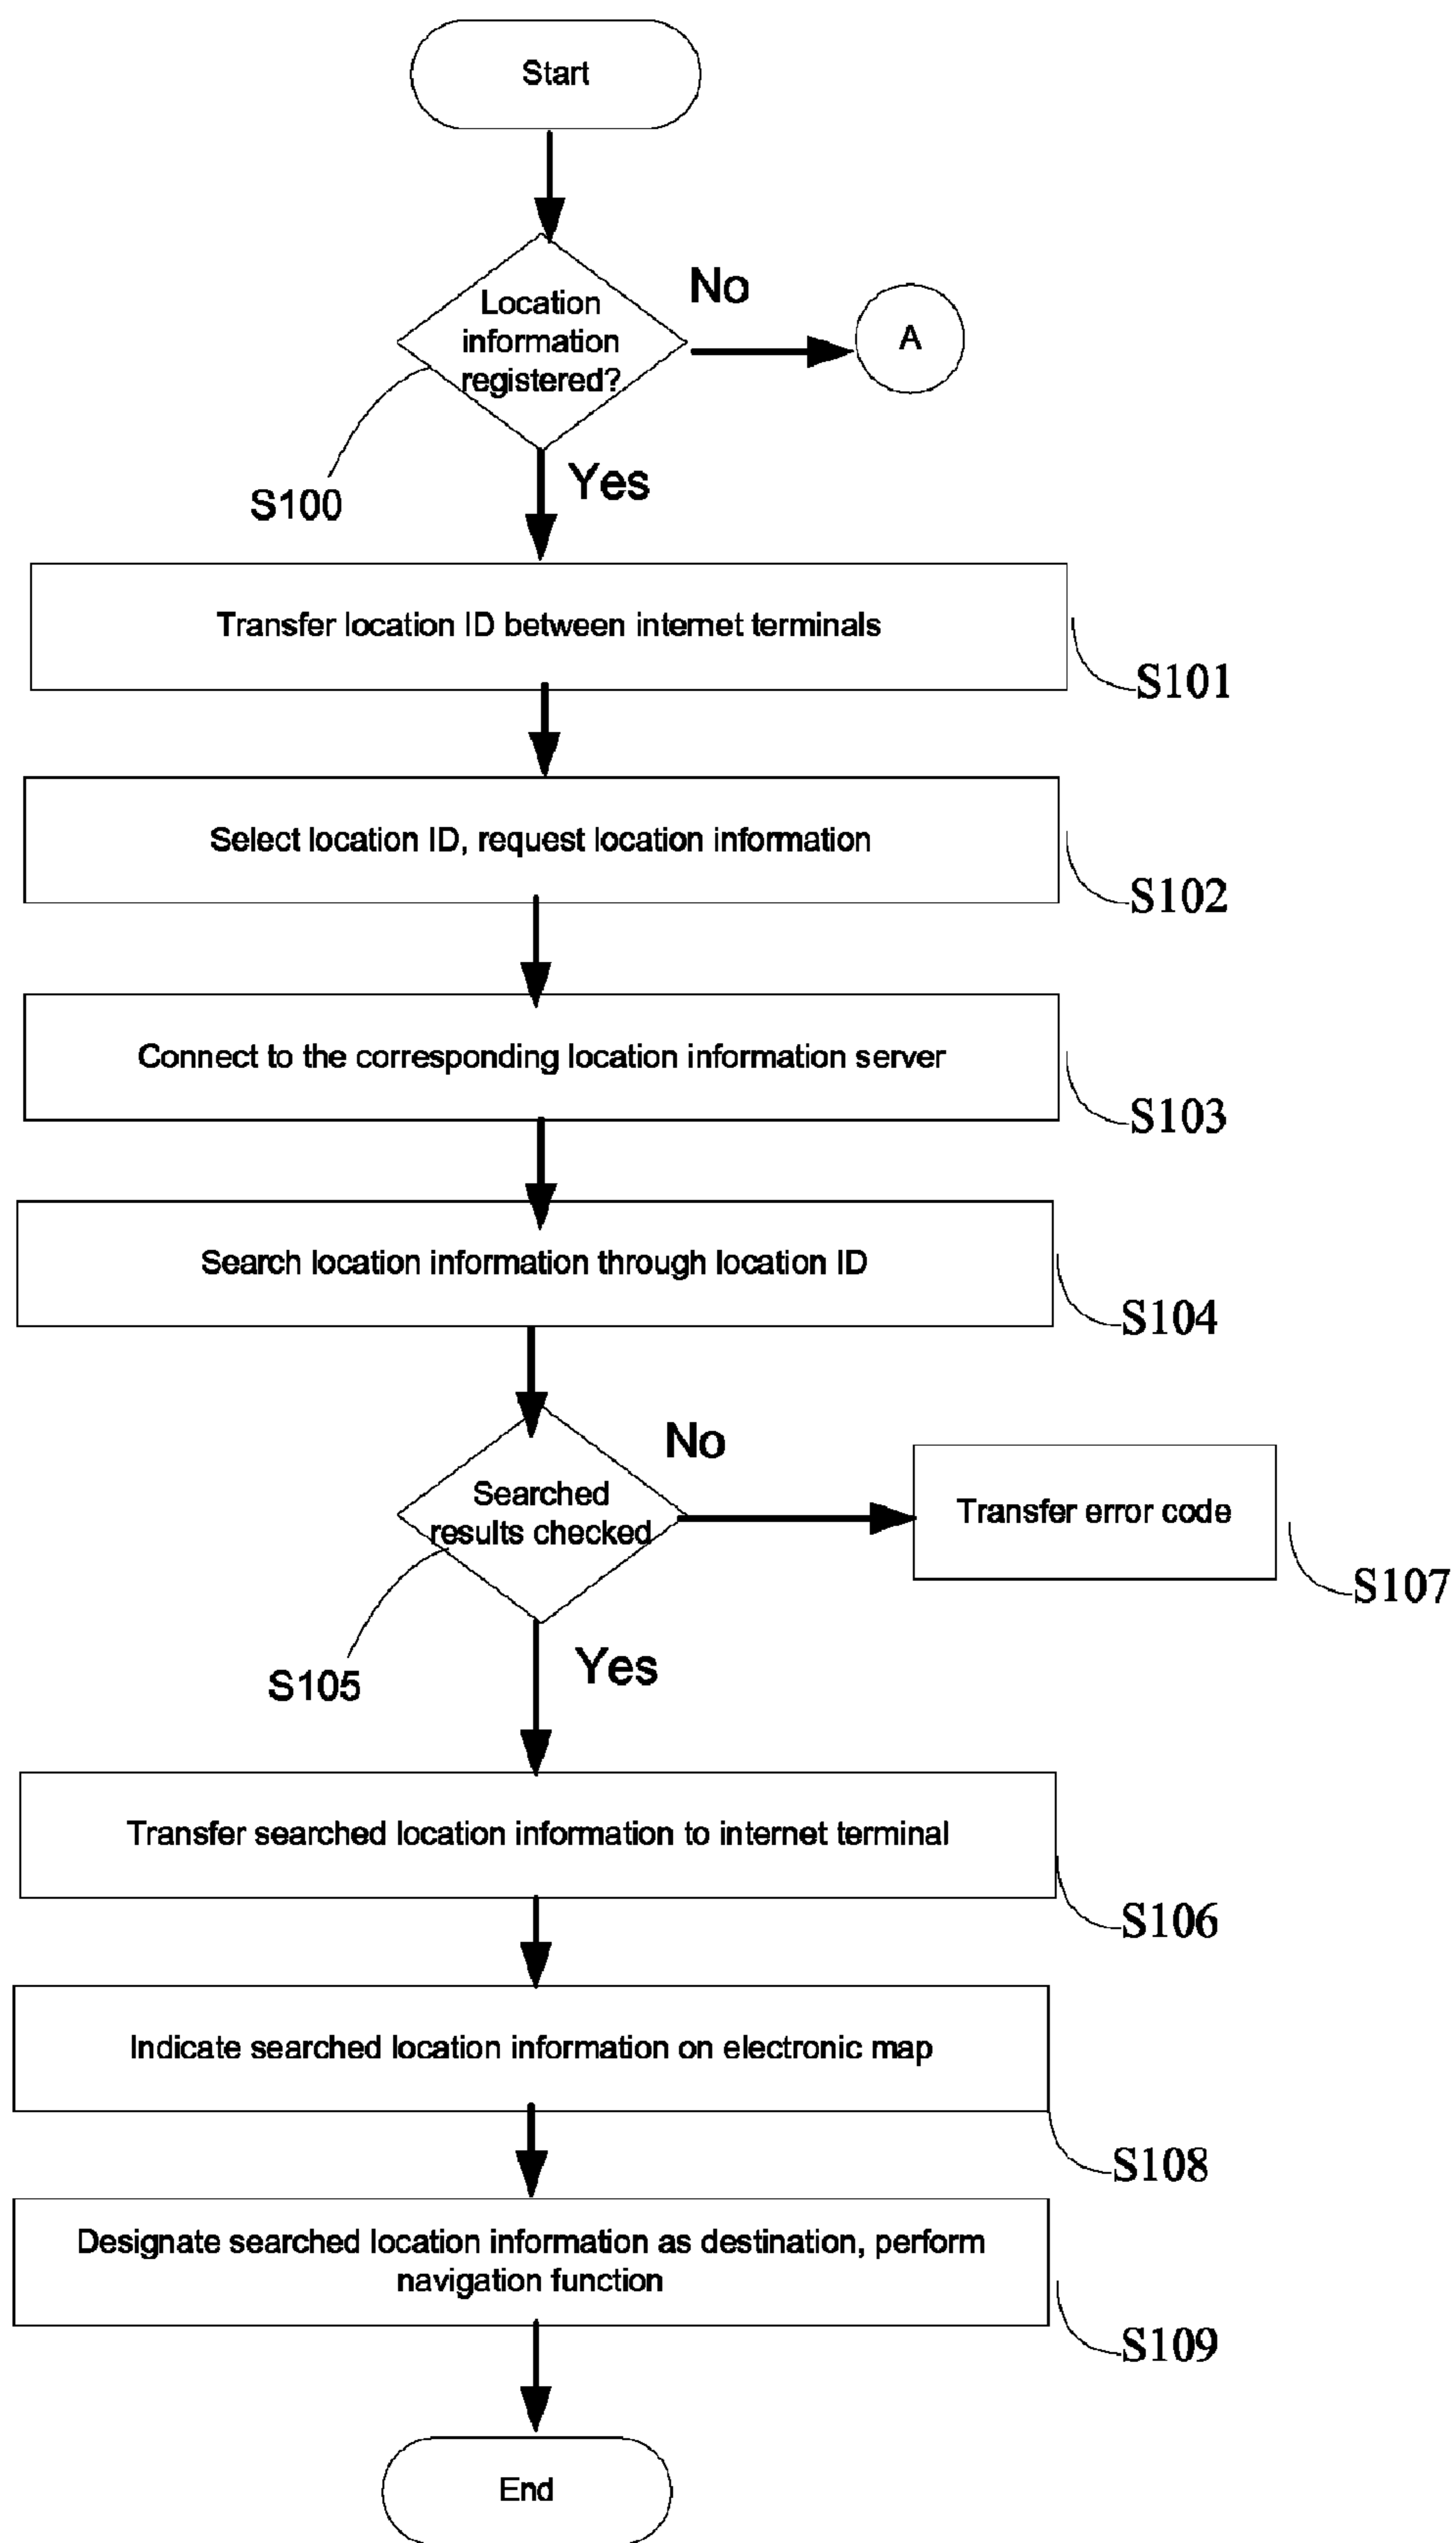 Start
Location
information
registered?
No
A
S100
Yes
Transfer location ID between internet terminals
S101
Select location ID, request location information
S102
Connect to the corresponding location information server
S103
Search location information through location ID
S104
Searched
results checked
No
Transfer error code
S107
S105
Yes
Transfer searched location information to internet terminal
S106
Indicate searched location information on electronic map
S108
Designate searched location information as destination, perform
navigation function
S109
End